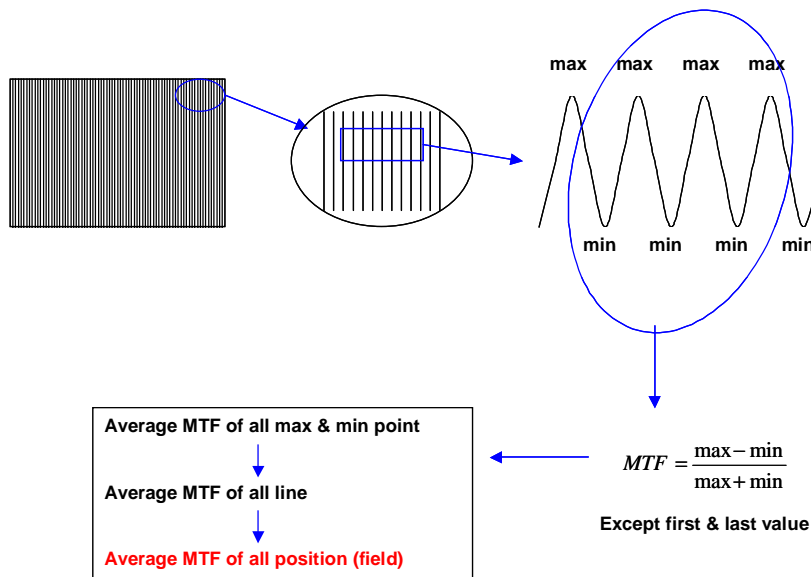 max max max max
min min min min
Average MTF of all max & min point
Average MTF of all line
Average MTF of all position (field)
MTF = max − min / max + min
Except first & last value